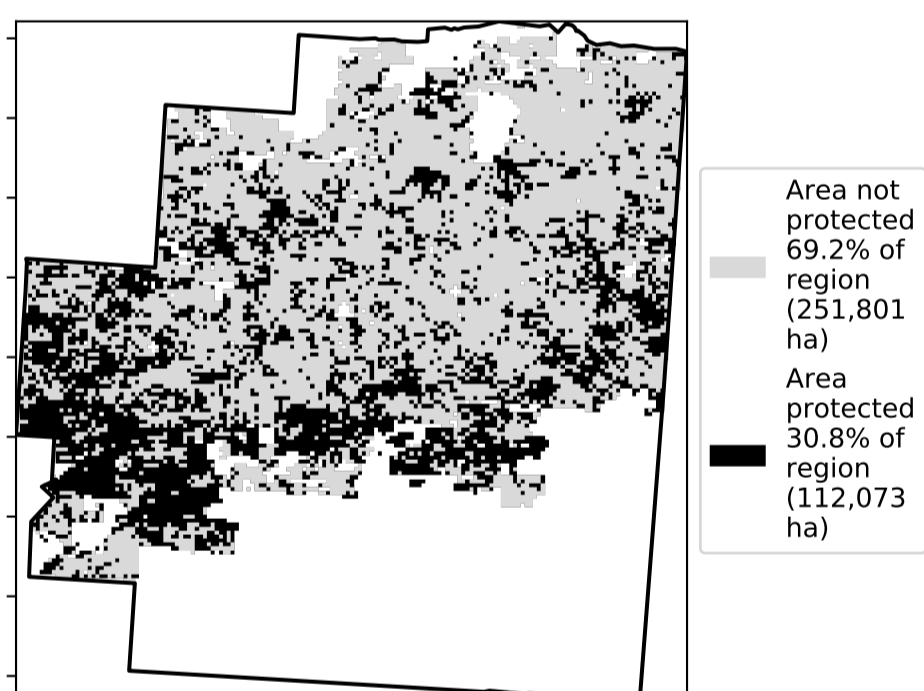 Area not
protected
69.2% of
region
(251,801
ha)
Area
protected
30.8% of
region
(112,073
ha)